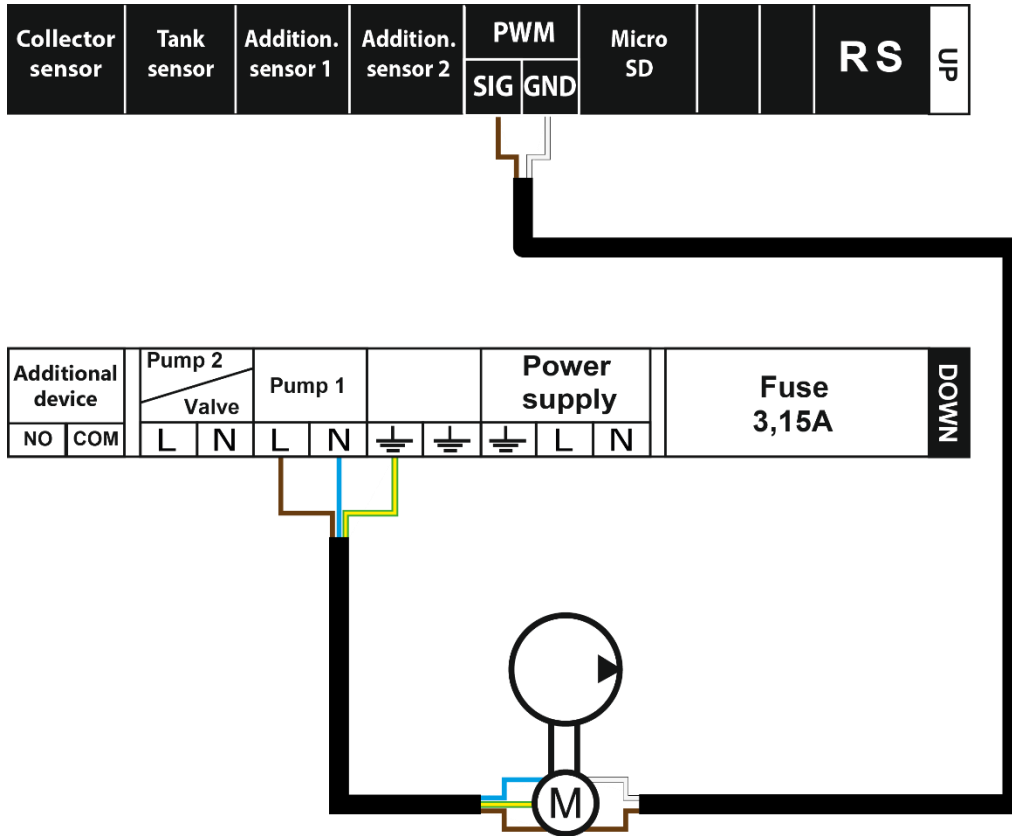 Collector
sensor
Tank
sensor
Addition.
sensor 1
Addition.
sensor 2
PWM
SIG GND
Micro
SD
RS
UP
Additional
device
NO COM
Pump 2
Valve
L N
Pump 1
L N
Power
supply
L N
Fuse
3,15A
DOWN
M